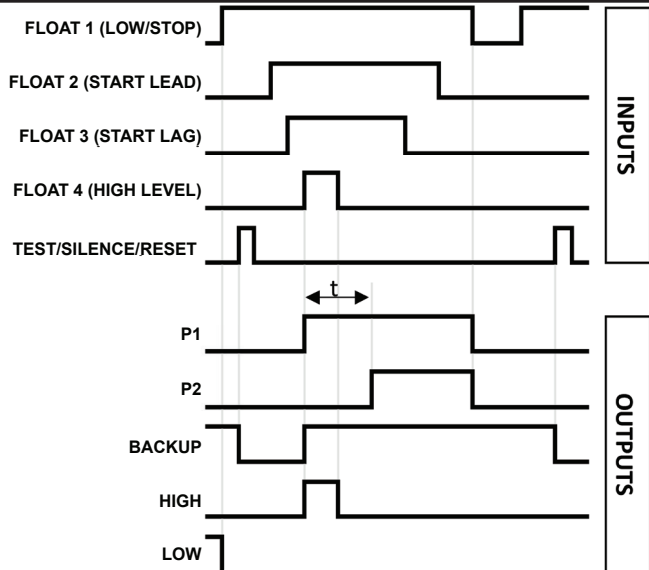 FLOAT 1 (LOW/STOP)
FLOAT 2 (START LEAD)
FLOAT 3 (START LAG)
FLOAT 4 (HIGH LEVEL)
TEST/SILENCE/RESET
INPUTS
t
P1
P2
BACKUP
HIGH
LOW
OUTPUTS